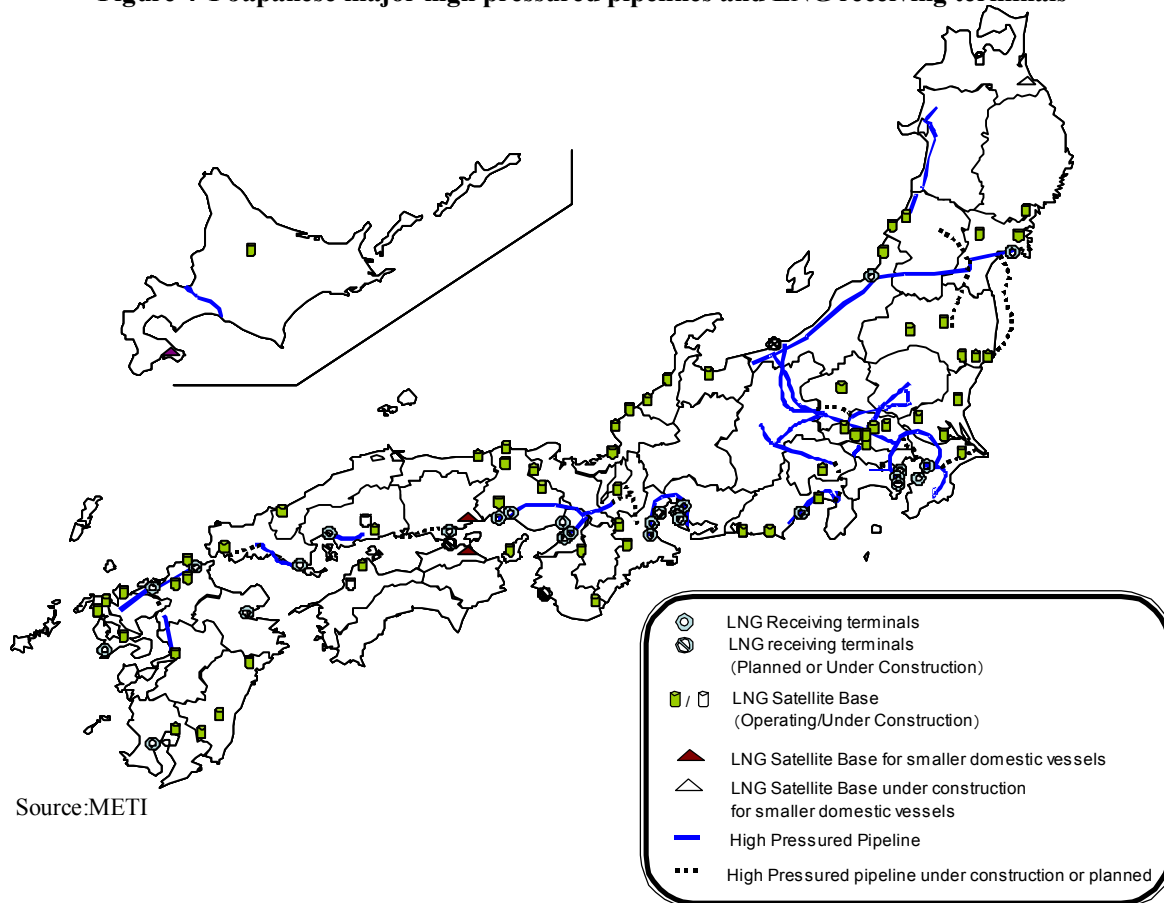 Japanese major high pressured pipelines and LNG receiving terminals
LNG Receiving terminals
LNG receiving terminals
(Planned or Under Construction)
/ LNG Satellite Base
(Operating/Under Construction)
LNG Satellite Base for smaller domestic vessels
LNG Satellite Base under construction
for smaller domestic vessels
High Pressured Pipeline
High Pressured pipeline under construction or planned
Source:METI